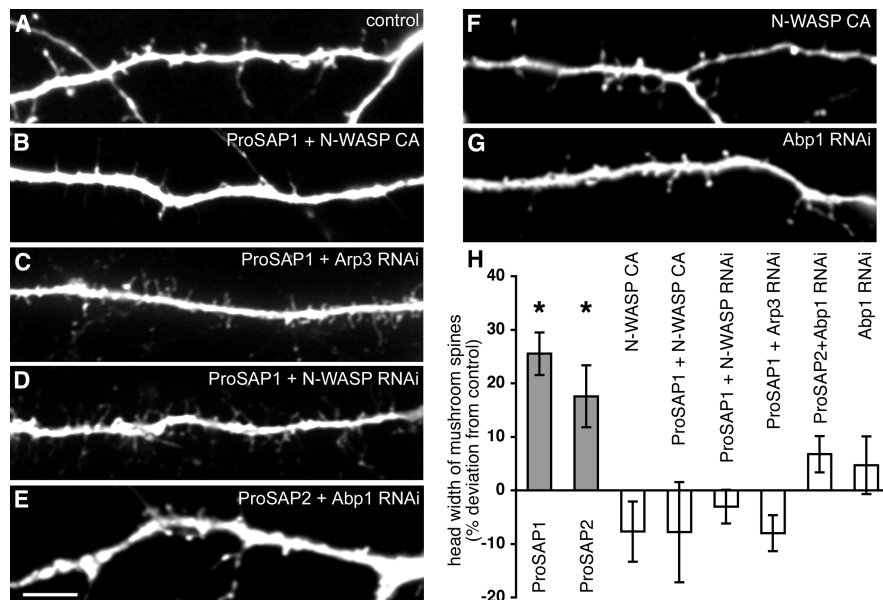 A
control
B
ProSAP1 + N-WASP CA
C
ProSAP1 + Arp3 RNAi
D
ProSAP1 + N-WASP RNAi
E
ProSAP2 + Abp1 RNAi
F
N-WASP CA
G
Abp1 RNAi
H
head width of mushroom spines
(% deviation from control)
40
30
20
10
0
-10
-20
*
*
ProSAP1
ProSAP2
N-WASP CA
ProSAP1 + N-WASP CA
ProSAP1 + N-WASP RNAi
ProSAP1 + Arp3 RNAi
ProSAP2+Abp1 RNAi
Abp1 RNAi